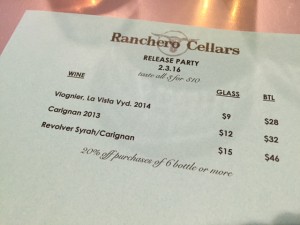 Ranchero Cellars
RELEASE PARTY
2.3.16
taste all 3 for $10
WINE GLASS BTL
Viognier, La Vista Vyd. 2014 $9 $28
Carignan 2013 $12 $32
Revolver Syrah/Carignan $15 $46
20% off purchases of 6 bottle or more